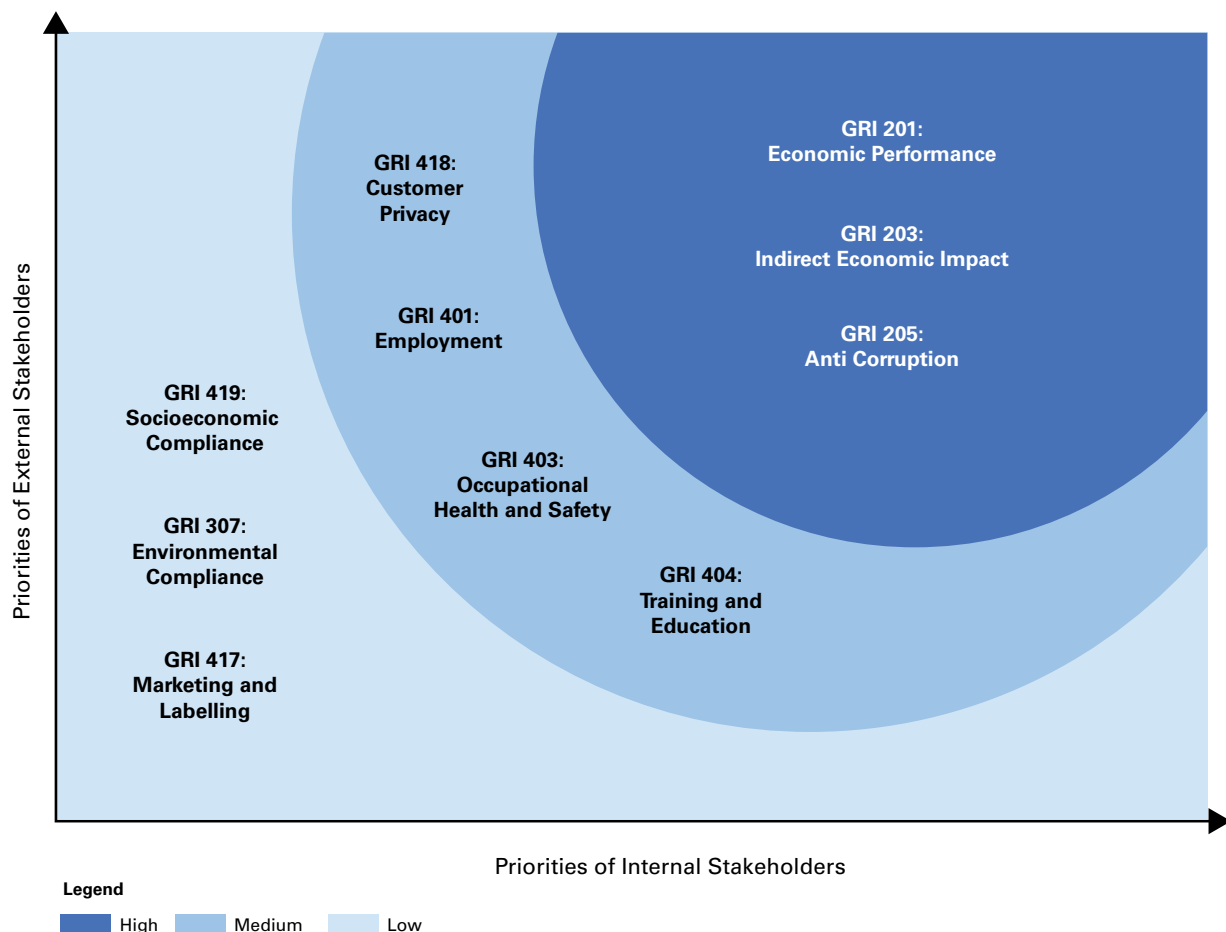 Priorities of External Stakeholders
GRI 201:
Economic Performance
GRI 203:
Indirect Economic Impact
GRI 205:
Anti Corruption
GRI 418:
Customer
Privacy
GRI 401:
Employment
GRI 403:
Occupational
Health and Safety
GRI 404:
Training and
Education
GRI 419:
Socioeconomic
Compliance
GRI 307:
Environmental
Compliance
GRI 417:
Marketing and
Labelling
Priorities of Internal Stakeholders
Legend
High
Medium
Low